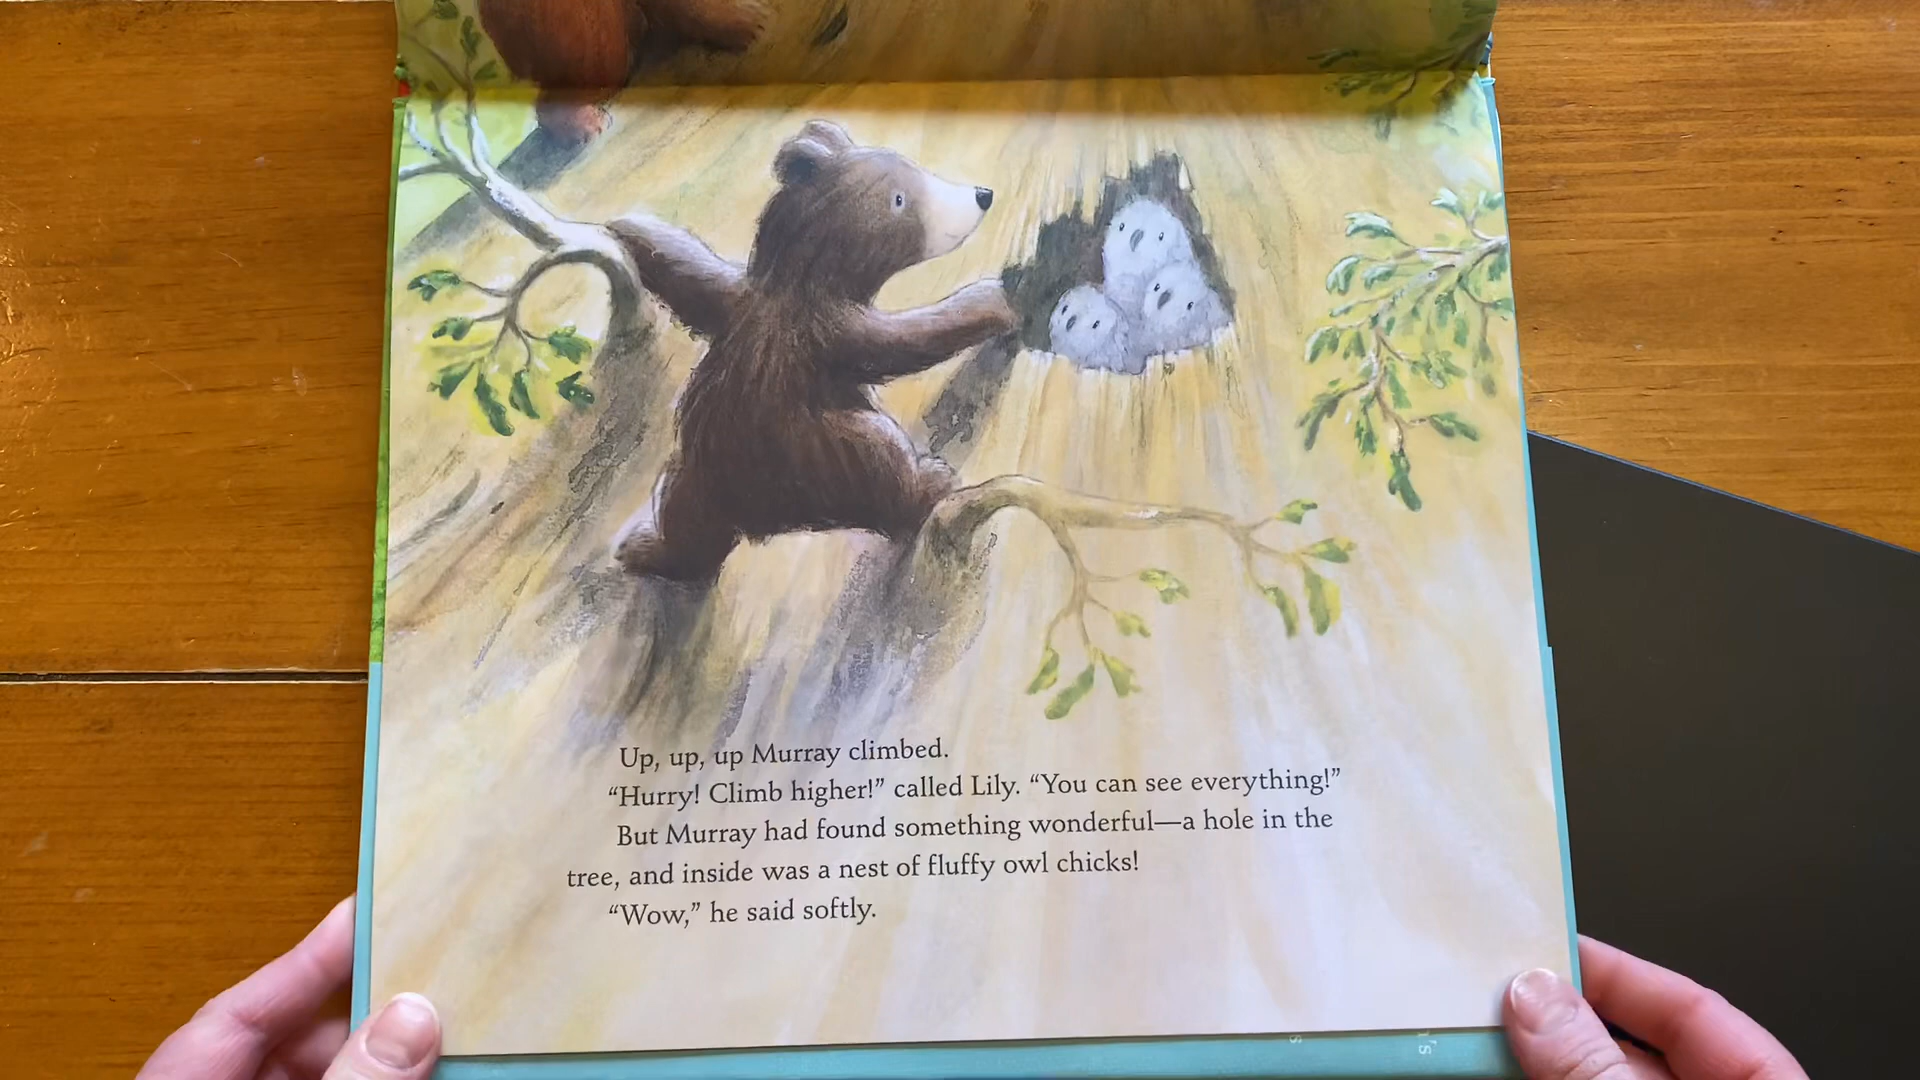 Up, up, up Murray climbed.
“Hurry! Climb higher!” called Lily. “You can see everything!”
But Murray had found something wonderful—a hole in the
tree, and inside was a nest of fluffy owl chicks!
“Wow,” he said softly.